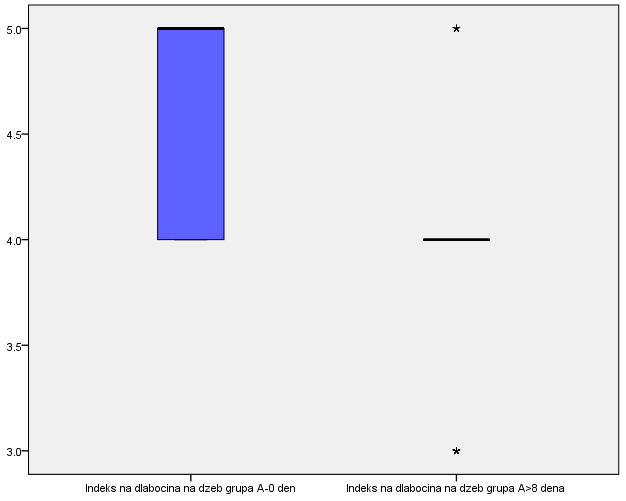 5.0
4.5
4.0
3.5
3.0
Indeks na dlabocina na dzeb grupa A-0 den
Indeks na dlabocina na dzeb grupa A>8 dena